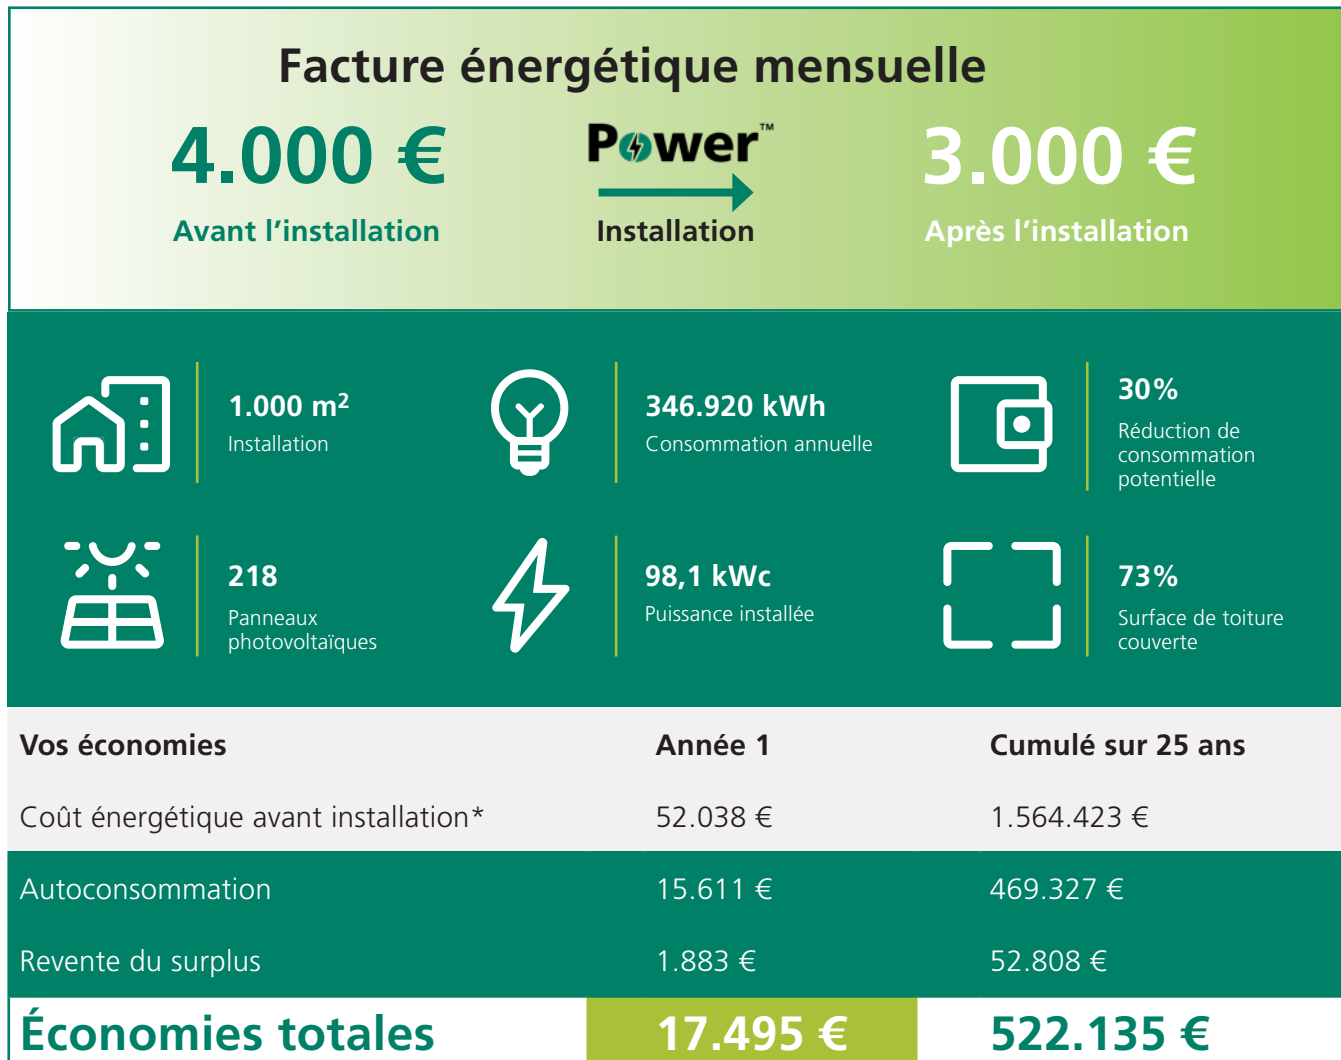 Facture énergétique mensuelle
4.000 €
Avant l’installation
Power™
Installation
3.000 €
Après l’installation
1.000 m²
Installation
346.920 kWh
Consommation annuelle
30%
Réduction de
consommation
potentielle
218
Panneaux
photovoltaïques
98,1 kWc
Puissance installée
73%
Surface de toiture
couverte
Vos économies Année 1 Cumulé sur 25 ans
Coût énergétique avant installation* 52.038 € 1.564.423 €
Autoconsommation 15.611 € 469.327 €
Revente du surplus 1.883 € 52.808 €
Économies totales 17.495 € 522.135 €